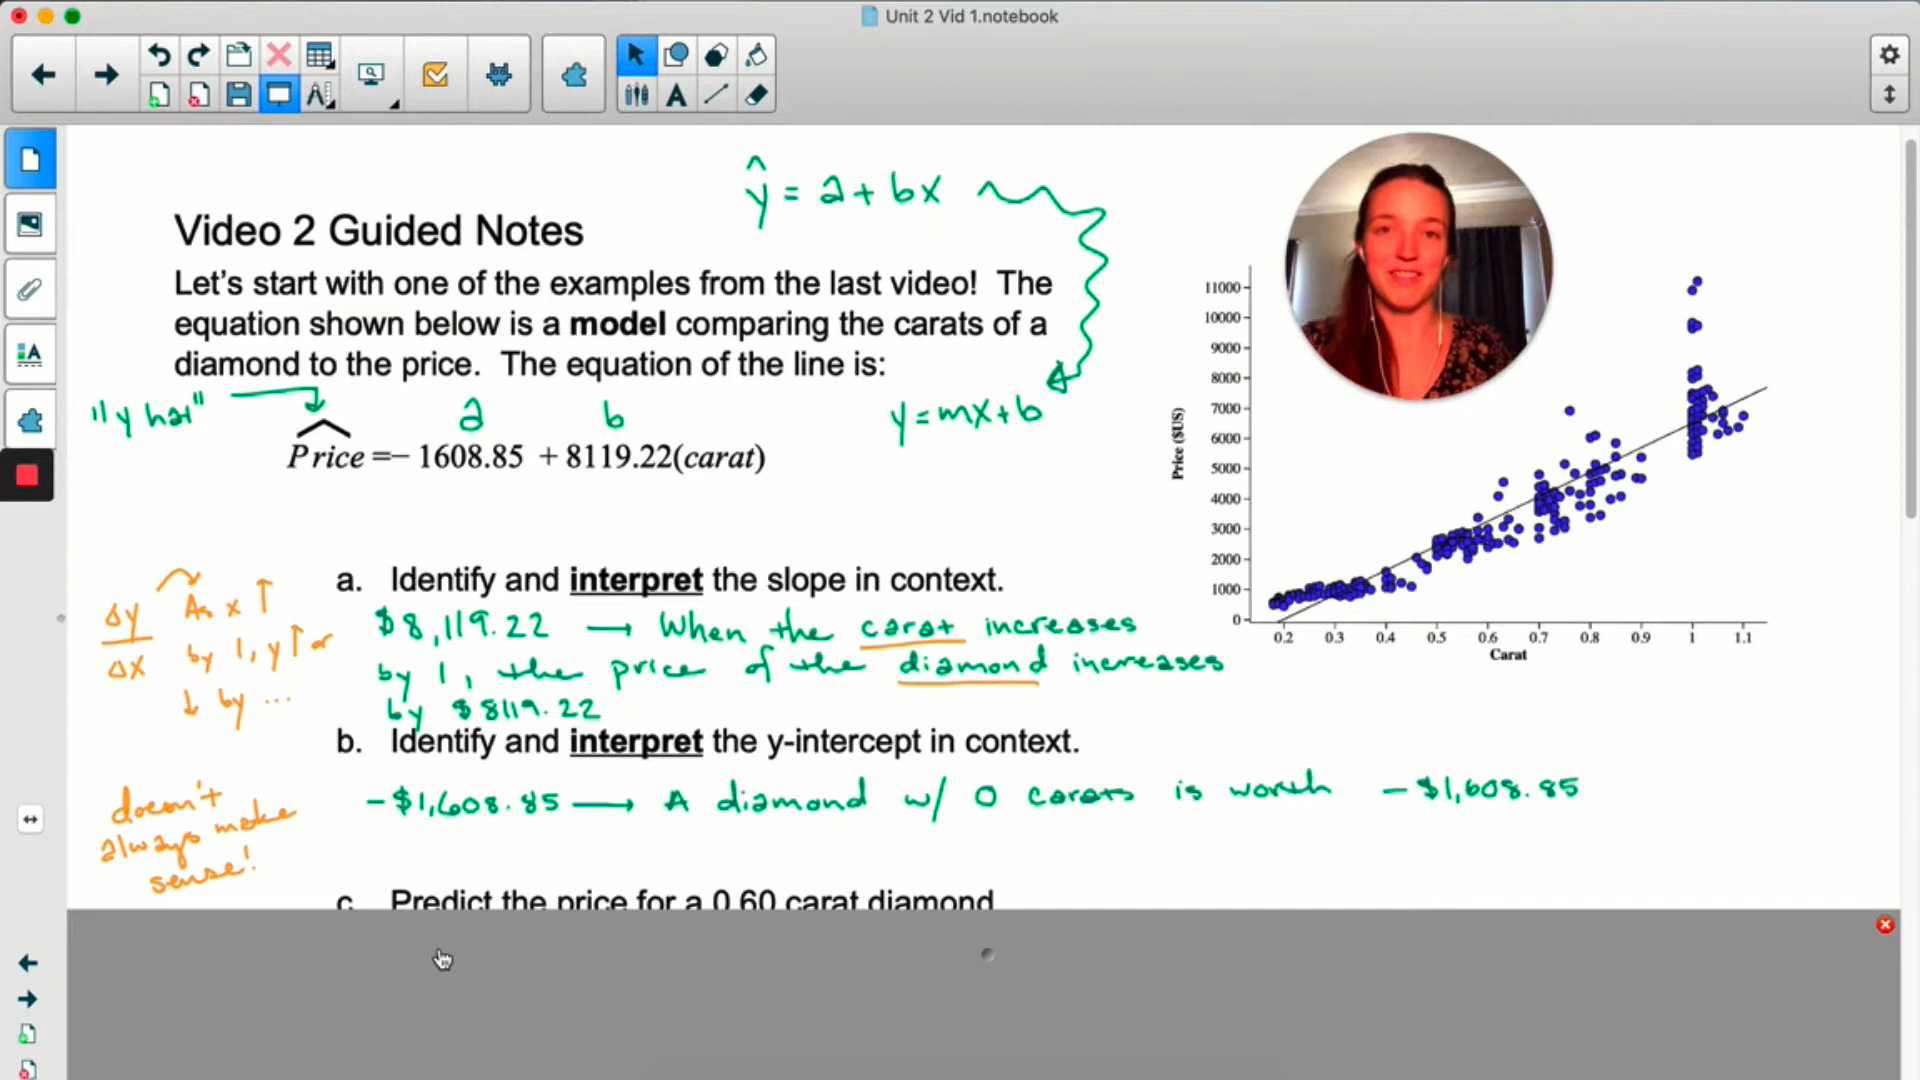 Unit 2 Vid 1.notebook
ŷ = a + bx
Video 2 Guided Notes
Let's start with one of the examples from the last video! The
equation shown below is a model comparing the carats of a
diamond to the price. The equation of the line is:
"y hat"
a
b
y = mx + b
Price =− 1608.85 + 8119.22(carat)
11000
10000
9000
8000
7000
6000
5000
4000
3000
2000
1000
0
Price ($US)
0.2 0.3 0.4 0.5 0.6 0.7 0.8 0.9 1 1.1
Carat
a. Identify and interpret the slope in context.
Δy
Δx
As x ↑
by 1, y ↑ or
↓ by ...
$8,119.22 → When the carat increases
by 1, the price of the diamond increases
by $8119.22
b. Identify and interpret the y-intercept in context.
-$1,608.85 → A diamond w/ 0 carats is worth -$1,608.85
doesn't
always make
sense!
c. Predict the price for a 0.60 carat diamond